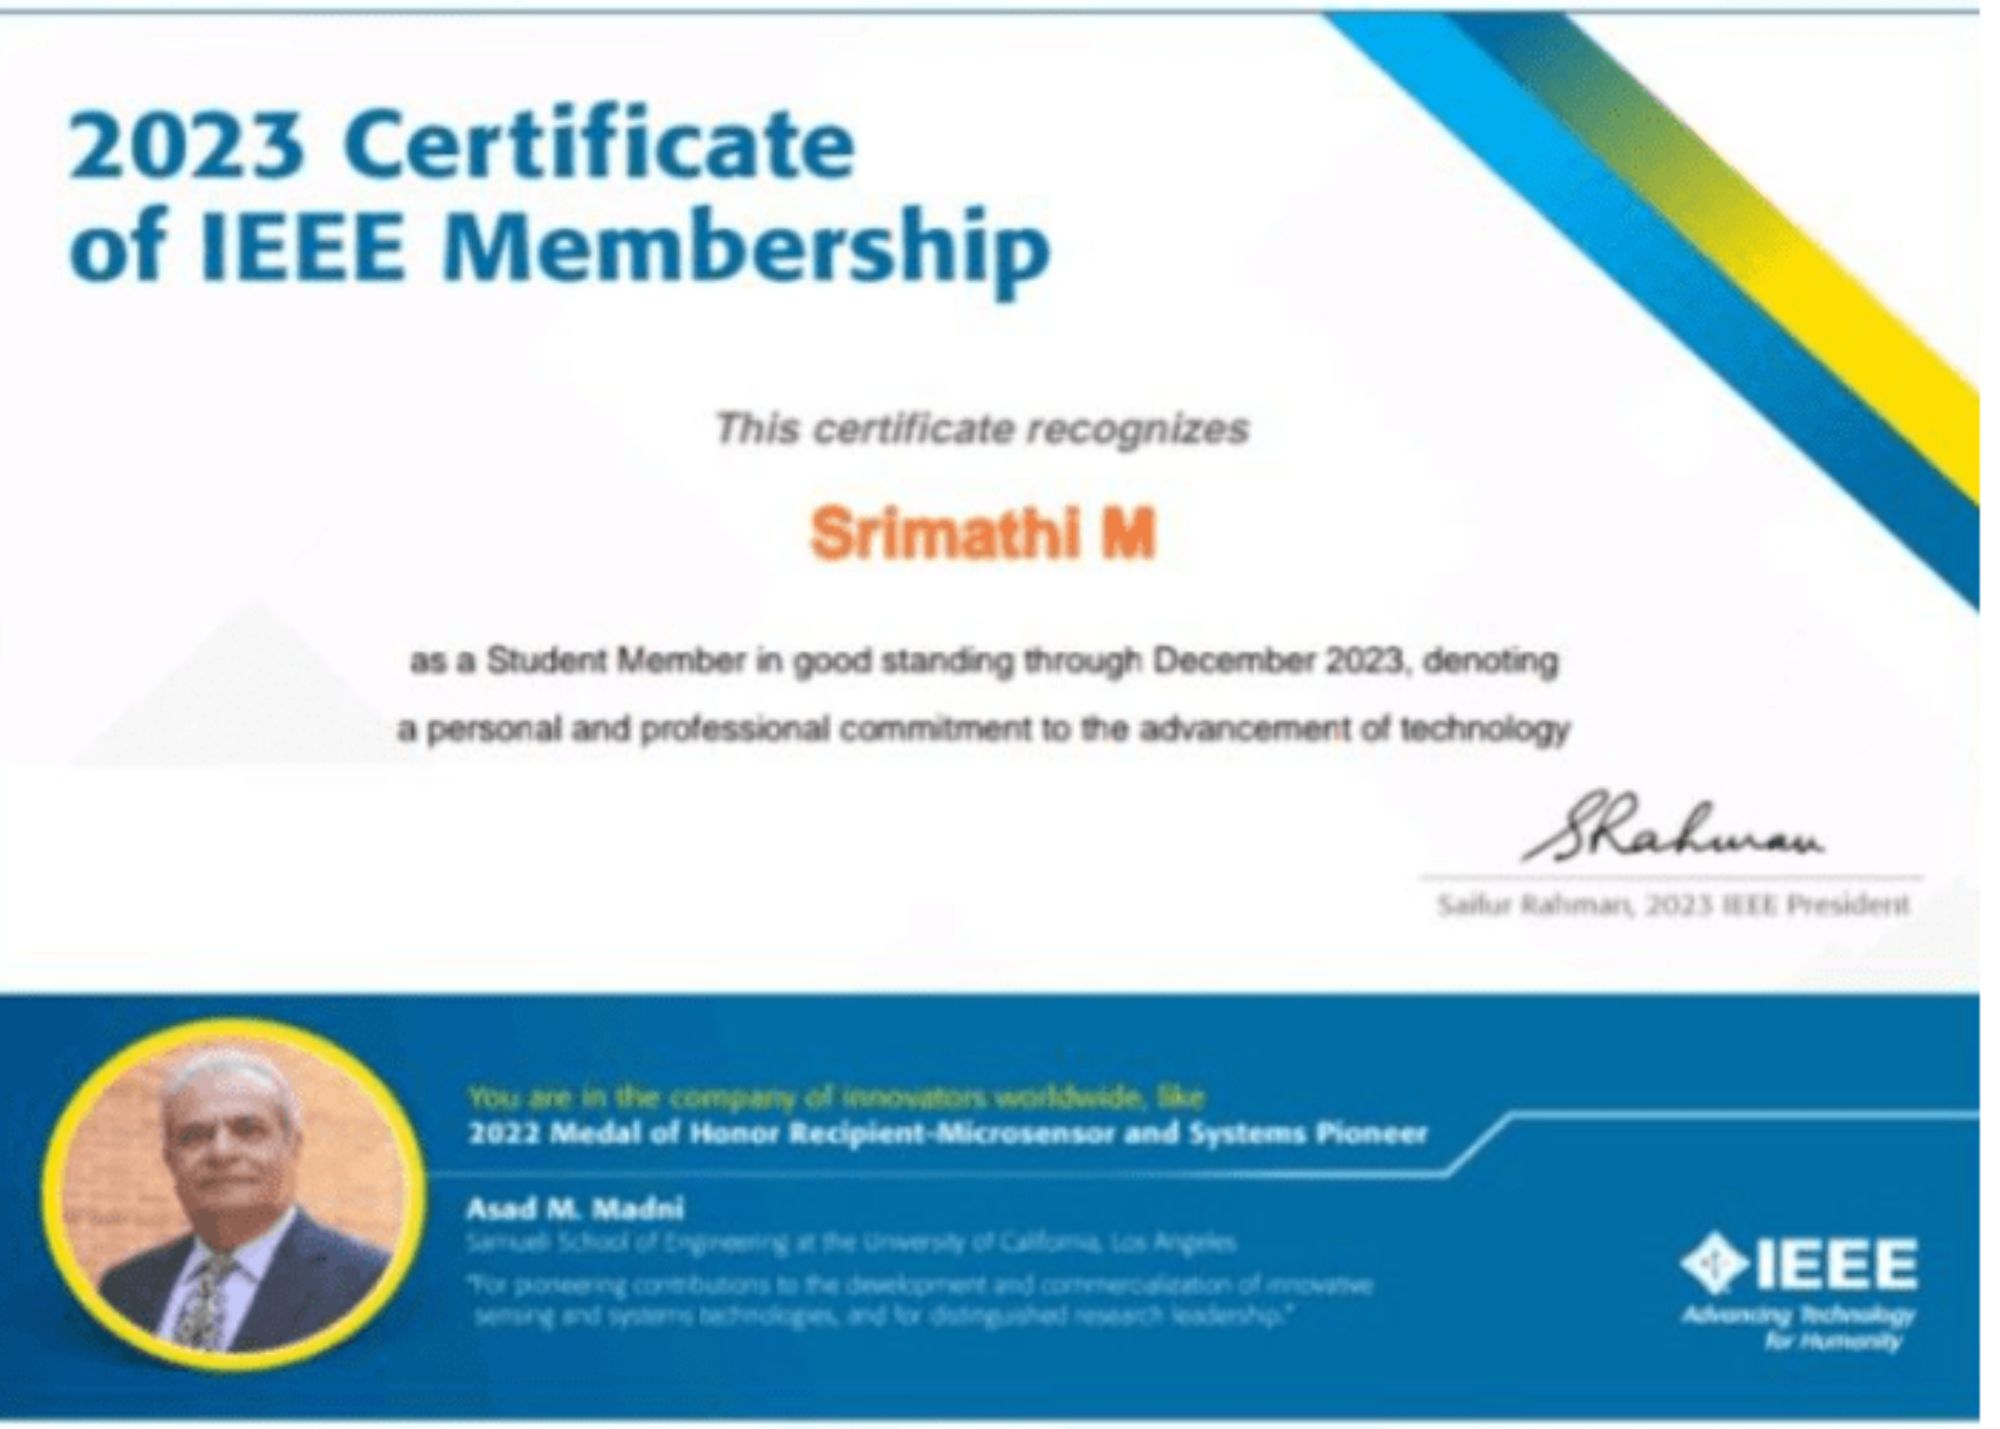 2023 Certificate
of IEEE Membership
This certificate recognizes
Srimathi M
as a Student Member in good standing through December 2023, denoting
a personal and professional commitment to the advancement of technology
SRahman
Saifur Rahman, 2023 IEEE President
You are in the company of innovators worldwide, like
2022 Medal of Honor Recipient-Microsensor and Systems Pioneer
Asad M. Madni
Samueli School of Engineering at the University of California, Los Angeles
"For pioneering contributions to the development and commercialization of innovative
sensing and systems technologies, and for distinguished research leadership."
IEEE
Advancing Technology
for Humanity